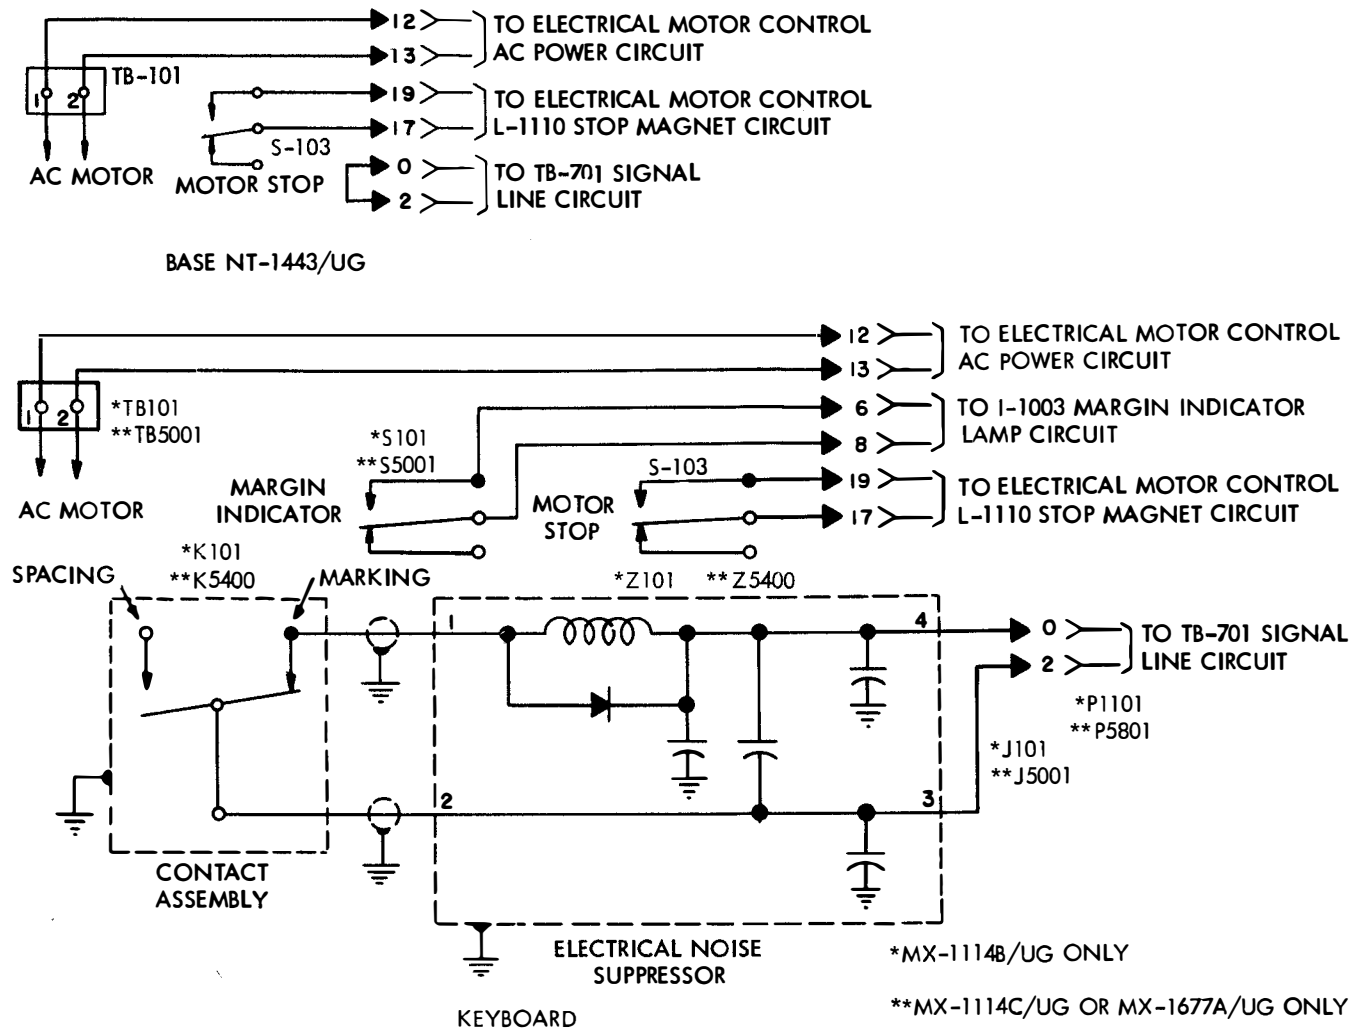 12 TO ELECTRICAL MOTOR CONTROL
13 AC POWER CIRCUIT
TB-101
1 2
19 TO ELECTRICAL MOTOR CONTROL
17 L-1110 STOP MAGNET CIRCUIT
S-103
AC MOTOR
MOTOR STOP
0 TO TB-701 SIGNAL
2 LINE CIRCUIT
BASE NT-1443/UG
12 TO ELECTRICAL MOTOR CONTROL
13 AC POWER CIRCUIT
1 2
*TB101
**TB5001
AC MOTOR
6 TO I-1003 MARGIN INDICATOR
8 LAMP CIRCUIT
*S101
**S5001
MARGIN
INDICATOR
S-103
MOTOR
STOP
19 TO ELECTRICAL MOTOR CONTROL
17 L-1110 STOP MAGNET CIRCUIT
*K101
**K5400
SPACING
MARKING
*Z101 **Z5400
1
4
0 TO TB-701 SIGNAL
2 LINE CIRCUIT
*P1101
**P5801
*J101
**J5001
2
3
CONTACT
ASSEMBLY
ELECTRICAL NOISE
SUPPRESSOR
KEYBOARD
*MX-1114B/UG ONLY
**MX-1114C/UG OR MX-1677A/UG ONLY